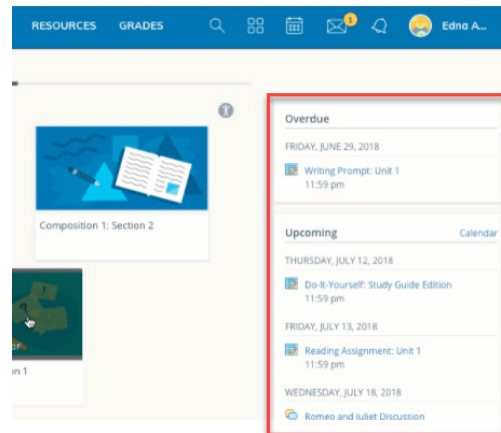 RESOURCES GRADES 1 Edna A...
Composition 1: Section 2
or
n 1
Overdue
FRIDAY, JUNE 29, 2018
Writing Prompt: Unit 1
11:59 pm
Upcoming Calendar
THURSDAY, JULY 12, 2018
Do-It-Yourself: Study Guide Edition
11:59 pm
FRIDAY, JULY 13, 2018
Reading Assignment: Unit 1
11:59 pm
WEDNESDAY, JULY 18, 2018
Romeo and Juliet Discussion